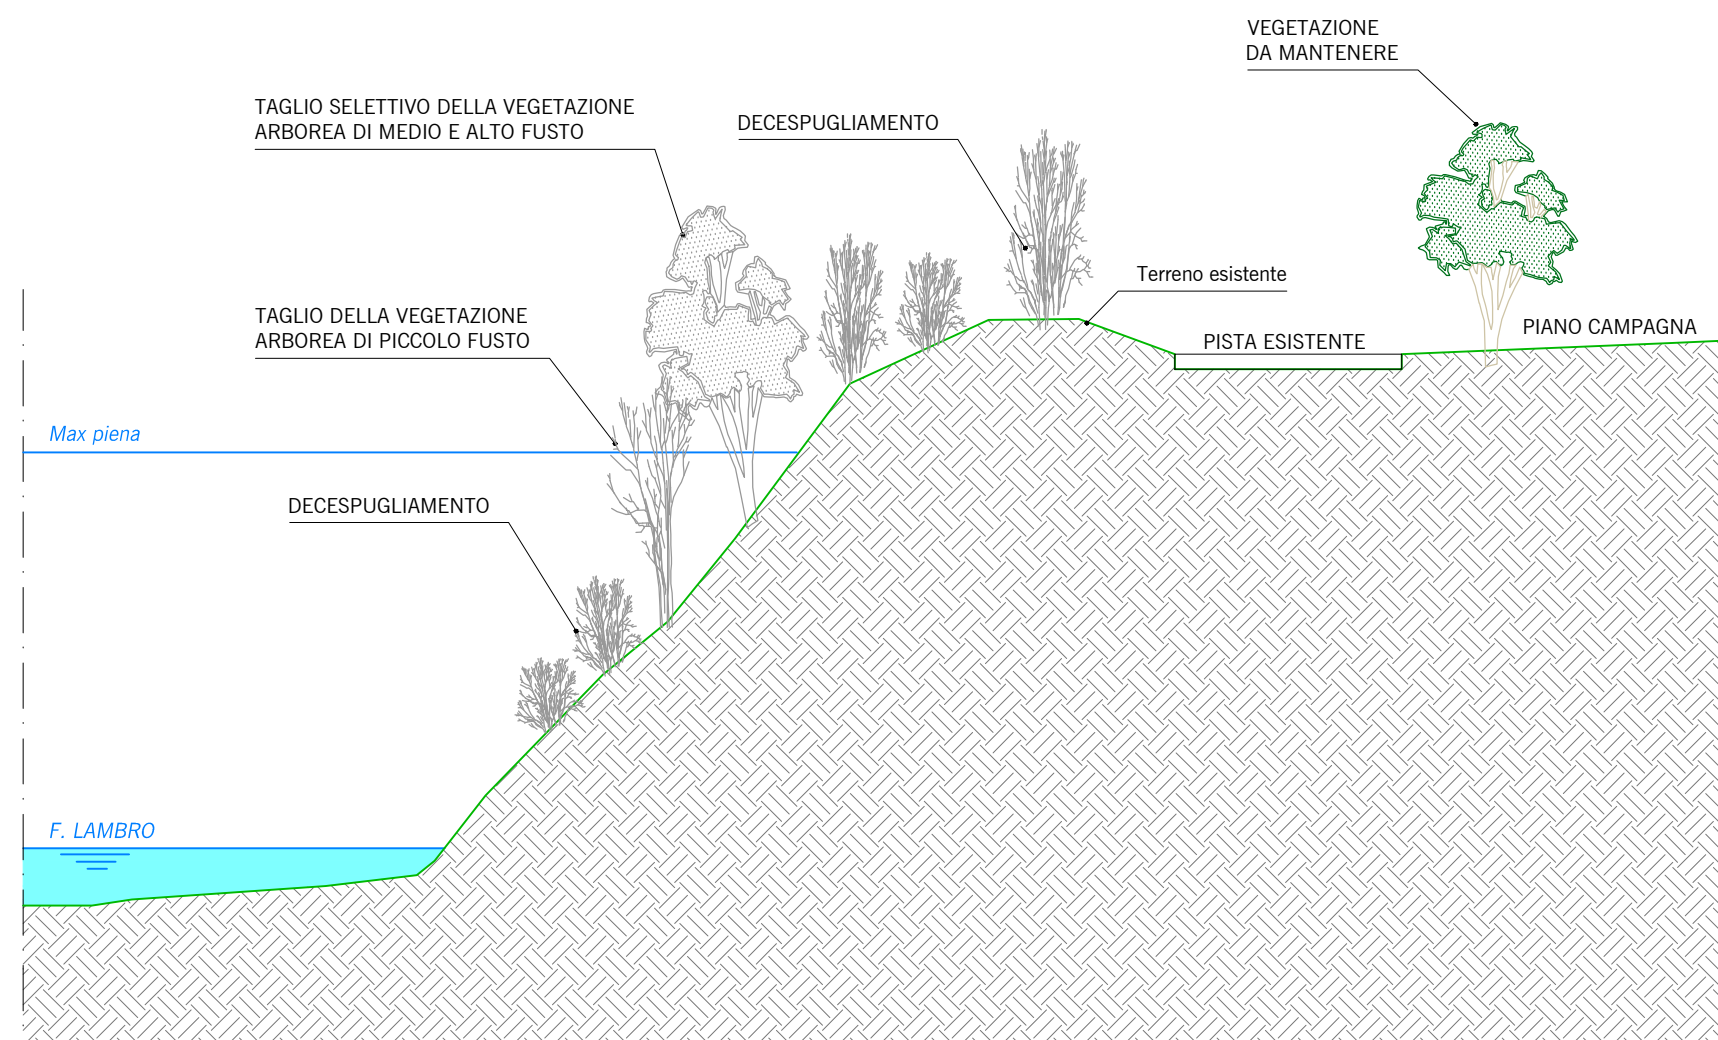 VEGETAZIONE
DA MANTENERE
TAGLIO SELETTIVO DELLA VEGETAZIONE
ARBOREA DI MEDIO E ALTO FUSTO
DECESPUGLIAMENTO
Terreno esistente
TAGLIO DELLA VEGETAZIONE
ARBOREA DI PICCOLO FUSTO
PISTA ESISTENTE
PIANO CAMPAGNA
Max piena
DECESPUGLIAMENTO
F. LAMBRO